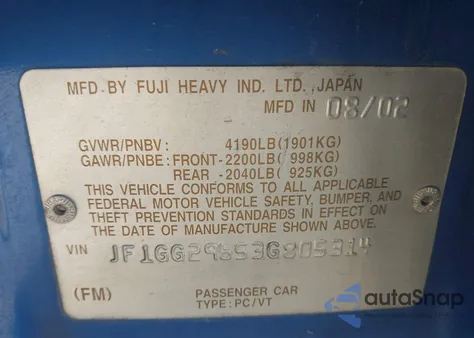 MFD. BY FUJI HEAVY IND. LTD., JAPAN
MFD IN 08/02
GVWR/PNBV: 4190LB(1901KG)
GAWR/PNBE: FRONT-2200LB( 998KG)
REAR -2040LB( 925KG)
THIS VEHICLE CONFORMS TO ALL APPLICABLE
FEDERAL MOTOR VEHICLE SAFETY, BUMPER, AND
THEFT PREVENTION STANDARDS IN EFFECT ON
THE DATE OF MANUFACTURE SHOWN ABOVE.
VIN JF1GG29853G805314
(FM) PASSENGER CAR
TYPE: PC/VT
autoSnap